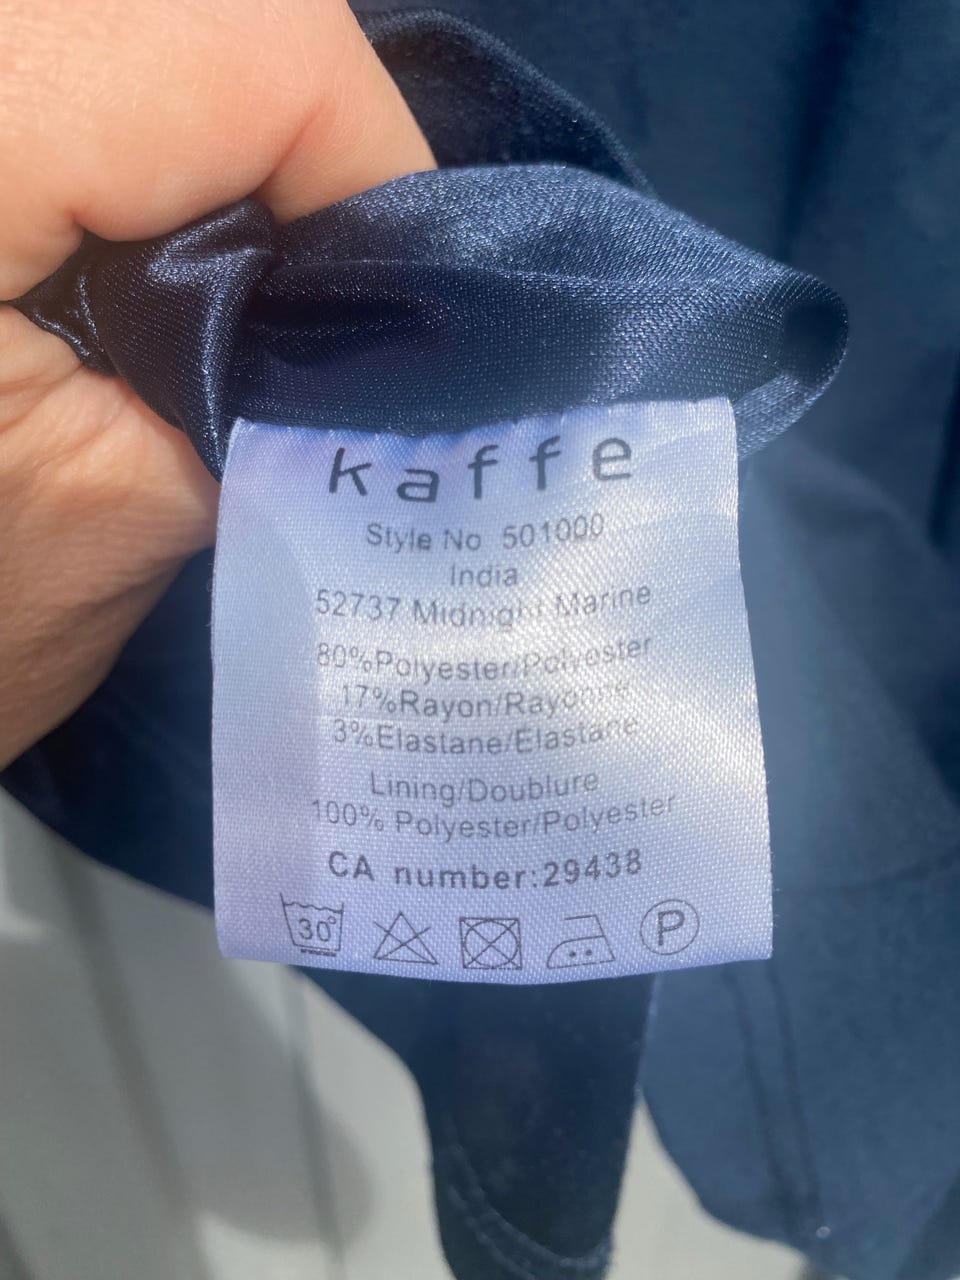 kaffe
Style No 501000
India
52737 Midnight Marine
80%Polyester/Polyester
17%Rayon/Rayonne
3%Elastane/Elastane
Lining/Doublure
100% Polyester/Polyester
CA number:29438
30° P